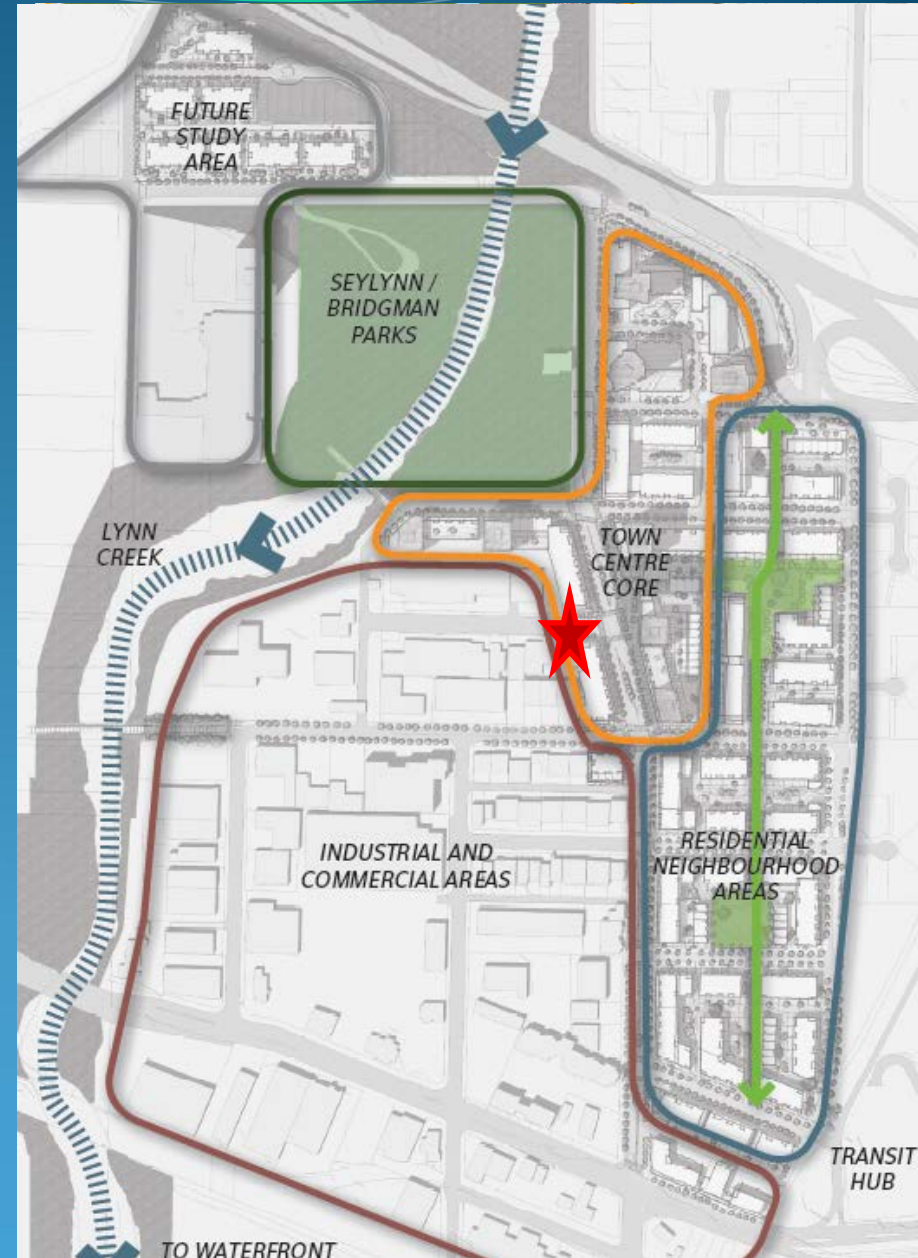 FUTURE
STUDY
AREA
SEYLYNN /
BRIDGMAN
PARKS
LYNN
CREEK
TOWN
CENTRE
CORE
INDUSTRIAL AND
COMMERCIAL AREAS
RESIDENTIAL
NEIGHBOURHOOD
AREAS
TRANSIT
HUB
TO WATERFRONT